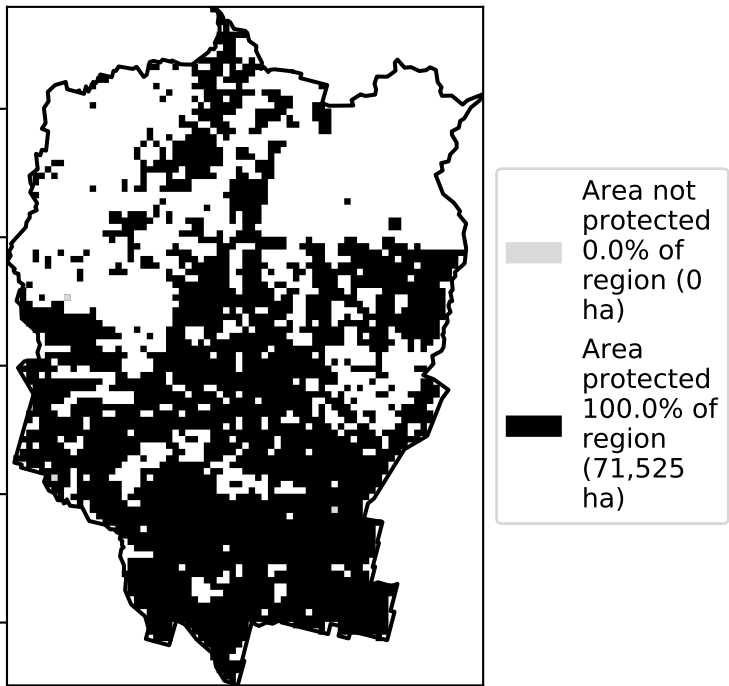 Area not
protected
0.0% of
region (0
ha)
Area
protected
100.0% of
region
(71,525
ha)